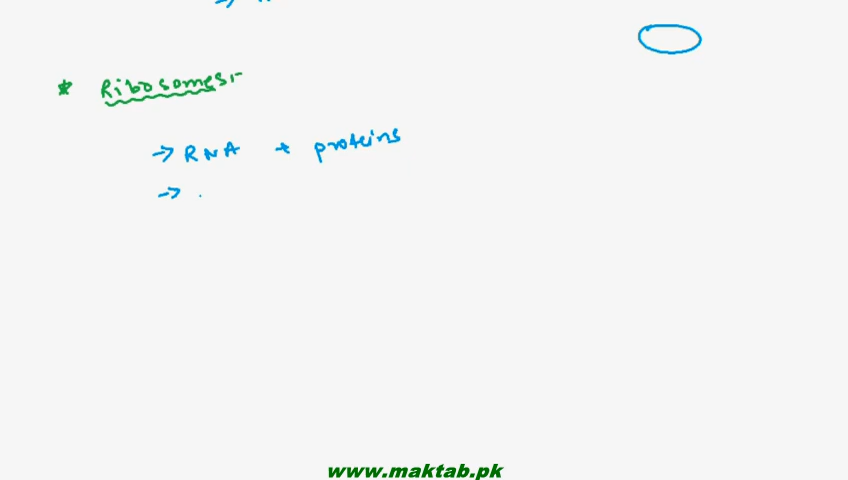 * Ribosomes:-
→ RNA + proteins
→
www.maktab.pk